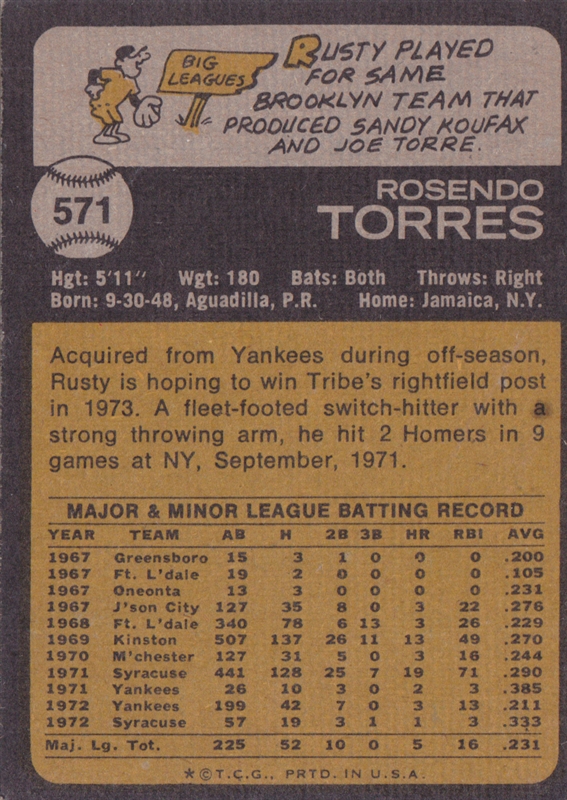 BIG
LEAGUES
RUSTY PLAYED
FOR SAME
BROOKLYN TEAM THAT
PRODUCED SANDY KOUFAX
AND JOE TORRE.
571
ROSENDO
TORRES
Hgt: 5'11" Wgt: 180 Bats: Both Throws: Right
Born: 9-30-48, Aguadilla, P.R. Home: Jamaica, N.Y.
Acquired from Yankees during off-season,
Rusty is hoping to win Tribe's rightfield post
in 1973. A fleet-footed switch-hitter with a
strong throwing arm, he hit 2 Homers in 9
games at NY, September, 1971.
MAJOR & MINOR LEAGUE BATTING RECORD
YEAR TEAM AB H 2B 3B HR RBI AVG
1967 Greensboro 15 3 1 0 0 0 .200
1967 Ft. L'dale 19 2 0 0 0 0 .105
1967 Oneonta 13 3 0 0 0 0 .231
1967 J'son City 127 35 8 0 3 22 .276
1968 Ft. L'dale 340 78 6 13 3 26 .229
1969 Kinston 507 137 26 11 13 49 .270
1970 M'chester 127 31 5 0 3 16 .244
1971 Syracuse 441 128 25 7 19 71 .290
1971 Yankees 26 10 3 0 2 3 .385
1972 Yankees 199 42 7 0 3 13 .211
1972 Syracuse 57 19 3 1 1 3 .333
Maj. Lg. Tot. 225 52 10 0 5 16 .231
*©T.C.G., PRTD. IN U.S.A.